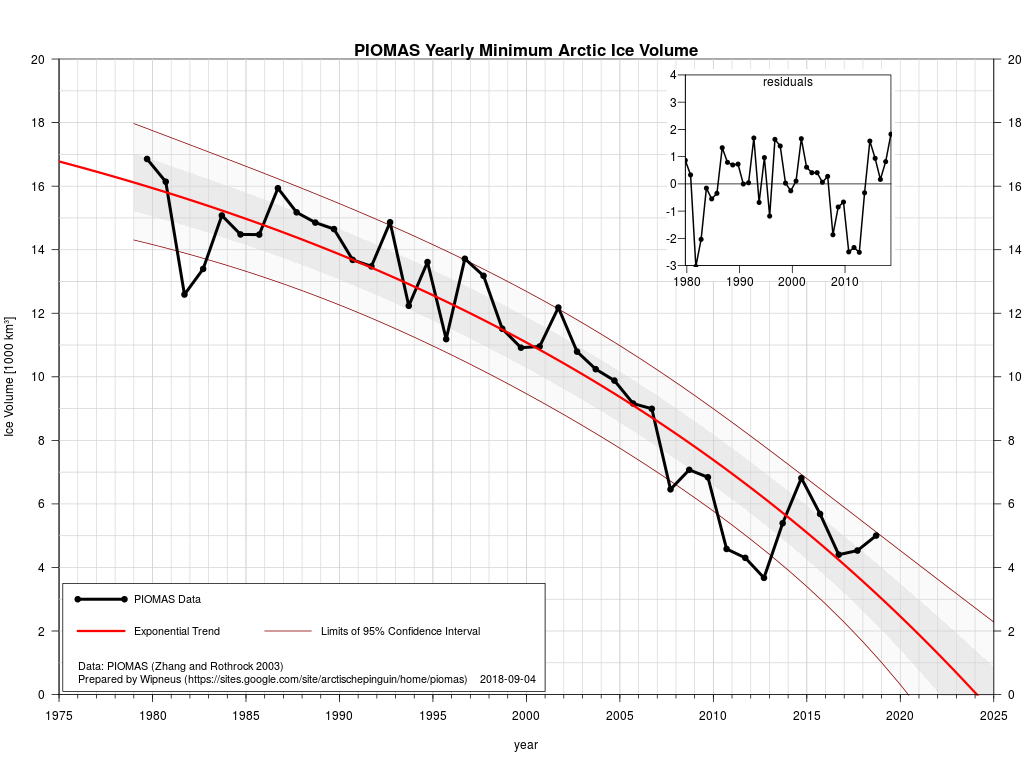 PIOMAS Yearly Minimum Arctic Ice Volume
20 20
18 18
16 16
14 14
12 12
10 10
8 8
6 6
4 4
2 2
0 0
Ice Volume [1000 km³]
residuals
4
3
2
1
0
-1
-2
-3
1980 1990 2000 2010
PIOMAS Data
Exponential Trend Limits of 95% Confidence Interval
Data: PIOMAS (Zhang and Rothrock 2003)
Prepared by Wipneus (https://sites.google.com/site/arctischepinguin/home/piomas) 2018-09-04
1975 1980 1985 1990 1995 2000 2005 2010 2015 2020 2025
year